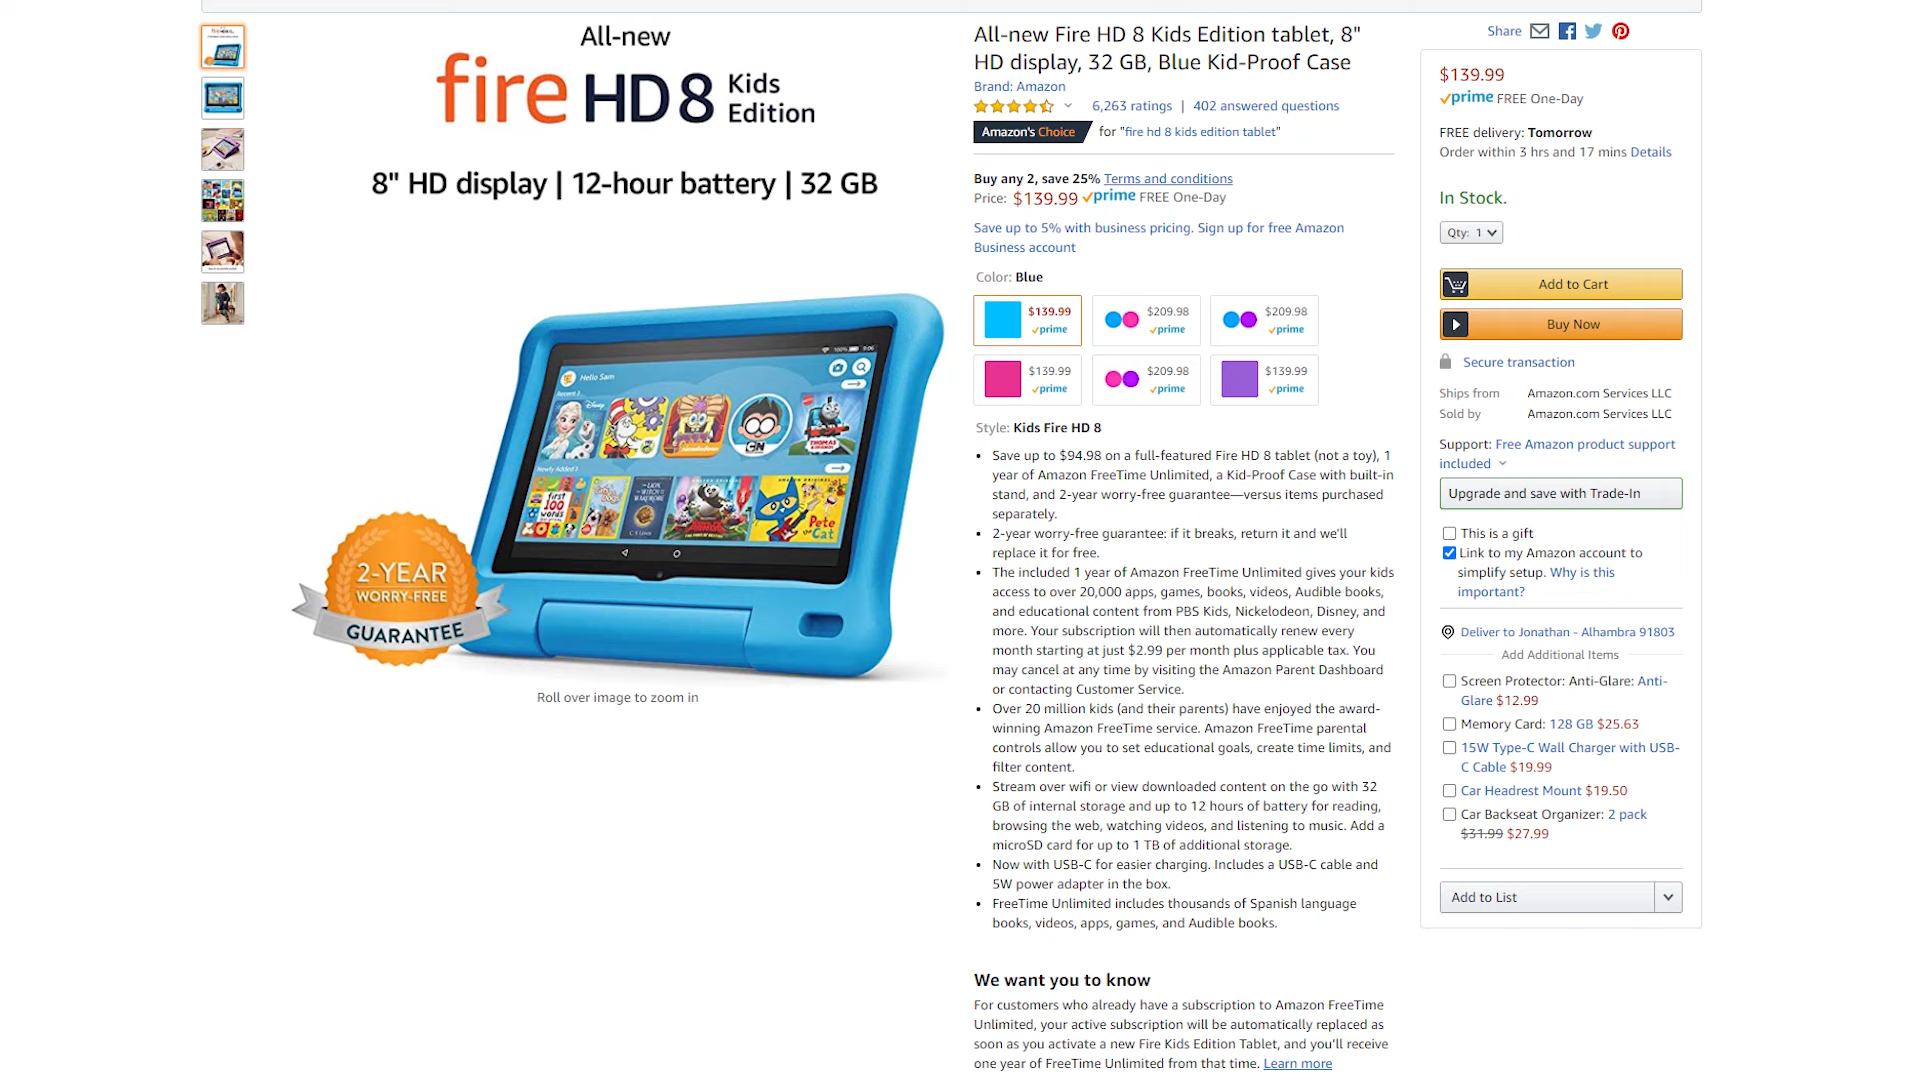 All-new
fire HD 8 Kids Edition
8" HD display | 12-hour battery | 32 GB
100% 9:06
Hello Sam
Recent
Disney
nickelodeon
CN
THOMAS
Newly Added
first 100 words
C. S. Lewis
Pete the Cat
2-YEAR
WORRY-FREE
GUARANTEE
Roll over image to zoom in
All-new Fire HD 8 Kids Edition tablet, 8"
HD display, 32 GB, Blue Kid-Proof Case
Brand: Amazon
6,263 ratings | 402 answered questions
Amazon's Choice for "fire hd 8 kids edition tablet"
Buy any 2, save 25% Terms and conditions
Price: $139.99 prime FREE One-Day
Save up to 5% with business pricing. Sign up for free Amazon
Business account
Color: Blue
$139.99 prime
$209.98 prime
$209.98 prime
$139.99 prime
$209.98 prime
$139.99 prime
Style: Kids Fire HD 8
• Save up to $94.98 on a full-featured Fire HD 8 tablet (not a toy), 1
year of Amazon FreeTime Unlimited, a Kid-Proof Case with built-in
stand, and 2-year worry-free guarantee—versus items purchased
separately.
• 2-year worry-free guarantee: if it breaks, return it and we'll
replace it for free.
• The included 1 year of Amazon FreeTime Unlimited gives your kids
access to over 20,000 apps, games, books, videos, Audible books,
and educational content from PBS Kids, Nickelodeon, Disney, and
more. Your subscription will then automatically renew every
month starting at just $2.99 per month plus applicable tax. You
may cancel at any time by visiting the Amazon Parent Dashboard
or contacting Customer Service.
• Over 20 million kids (and their parents) have enjoyed the award-
winning Amazon FreeTime service. Amazon FreeTime parental
controls allow you to set educational goals, create time limits, and
filter content.
• Stream over wifi or view downloaded content on the go with 32
GB of internal storage and up to 12 hours of battery for reading,
browsing the web, watching videos, and listening to music. Add a
microSD card for up to 1 TB of additional storage.
• Now with USB-C for easier charging. Includes a USB-C cable and
5W power adapter in the box.
• FreeTime Unlimited includes thousands of Spanish language
books, videos, apps, games, and Audible books.
We want you to know
For customers who already have a subscription to Amazon FreeTime
Unlimited, your active subscription will be automatically replaced as
soon as you activate a new Fire Kids Edition Tablet, and you'll receive
one year of FreeTime Unlimited from that time. Learn more
Share
$139.99
prime FREE One-Day
FREE delivery: Tomorrow
Order within 3 hrs and 17 mins Details
In Stock.
Qty: 1
Add to Cart
Buy Now
Secure transaction
Ships from Amazon.com Services LLC
Sold by Amazon.com Services LLC
Support: Free Amazon product support
included
Upgrade and save with Trade-In
This is a gift
Link to my Amazon account to
simplify setup. Why is this
important?
Deliver to Jonathan - Alhambra 91803
Add Additional Items
Screen Protector: Anti-Glare: Anti-
Glare $12.99
Memory Card: 128 GB $25.63
15W Type-C Wall Charger with USB-
C Cable $19.99
Car Headrest Mount $19.50
Car Backseat Organizer: 2 pack
$31.99 $27.99
Add to List